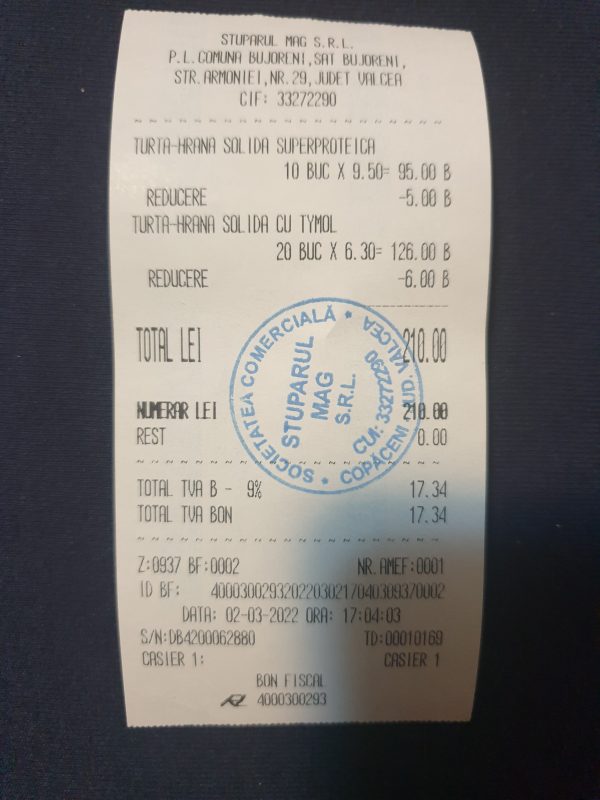 STUPARUL MAG S.R.L.
P.L.COMUNA BUJORENI,SAT BUJORENI,
STR.ARMONIEI,NR.29,JUDET VALCEA
CIF: 33272290
TURTA-HRANA SOLIDA SUPERPROTEICA
10 BUC X 9.50= 95.00 B
REDUCERE -5.00 B
TURTA-HRANA SOLIDA CU TYMOL
20 BUC X 6.30= 126.00 B
REDUCERE -6.00 B
TOTAL LEI 210.00
NUMERAR LEI 210.00
REST 0.00
SOCIETATEA COMERCIALĂ * COPĂCENI JUD. VALCEA *
STUPARUL
MAG
S.R.L.
CUI: 33272290
TOTAL TVA B - 9% 17.34
TOTAL TVA BON 17.34
Z:0937 BF:0002 NR.AMEF:0001
ID BF: 40003002932022030217040309370002
DATA: 02-03-2022 ORA: 17:04:03
S/N:DB4200062880 TD:00010169
CASIER 1: CASIER 1
BON FISCAL
4000300293